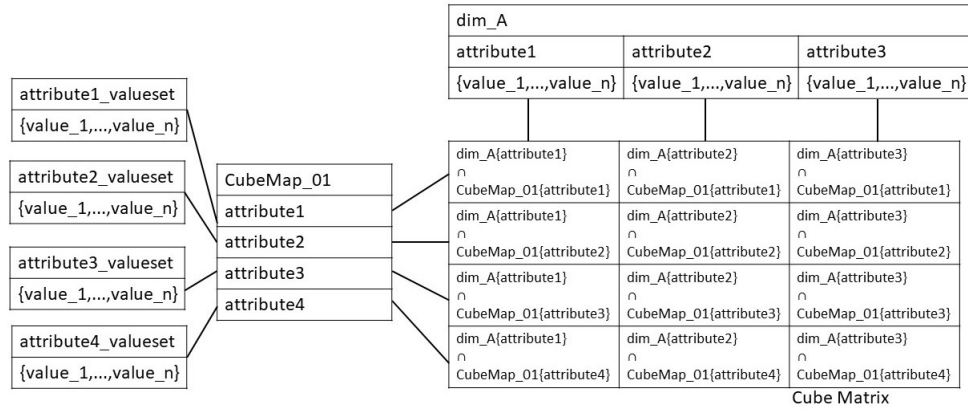 dim_A
attribute1 attribute2 attribute3
{value_1,...,value_n} {value_1,...,value_n} {value_1,...,value_n}
attribute1_valueset
{value_1,...,value_n}
attribute2_valueset
{value_1,...,value_n}
attribute3_valueset
{value_1,...,value_n}
attribute4_valueset
{value_1,...,value_n}
CubeMap_01
attribute1
attribute2
attribute3
attribute4
dim_A{attribute1} dim_A{attribute2} dim_A{attribute3}
∩ ∩ ∩
CubeMap_01{attribute1} CubeMap_01{attribute1} CubeMap_01{attribute1}
dim_A{attribute1} dim_A{attribute2} dim_A{attribute3}
∩ ∩ ∩
CubeMap_01{attribute2} CubeMap_01{attribute2} CubeMap_01{attribute2}
dim_A{attribute1} dim_A{attribute2} dim_A{attribute3}
∩ ∩ ∩
CubeMap_01{attribute3} CubeMap_01{attribute3} CubeMap_01{attribute3}
dim_A{attribute1} dim_A{attribute2} dim_A{attribute3}
∩ ∩ ∩
CubeMap_01{attribute4} CubeMap_01{attribute4} CubeMap_01{attribute4}
Cube Matrix